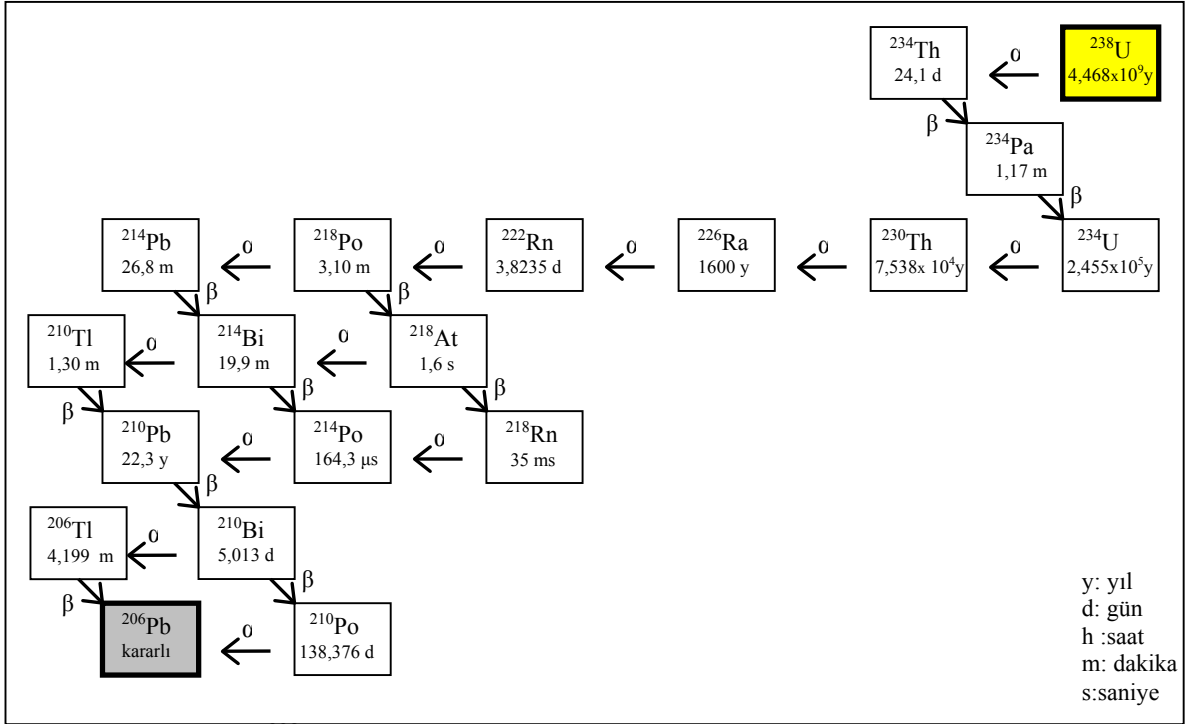 ²³⁴Th
24,1 d
α
²³⁸U
4,468x10⁹y
β
²³⁴Pa
1,17 m
β
²¹⁴Pb
26,8 m
α
²¹⁸Po
3,10 m
α
²²²Rn
3,8235 d
α
²²⁶Ra
1600 y
α
²³⁰Th
7,538x 10⁴y
α
²³⁴U
2,455x10⁵y
β
β
²¹⁰Tl
1,30 m
α
²¹⁴Bi
19,9 m
α
²¹⁸At
1,6 s
β
β
β
²¹⁰Pb
22,3 y
α
²¹⁴Po
164,3 µs
α
²¹⁸Rn
35 ms
β
²⁰⁶Tl
4,199 m
α
²¹⁰Bi
5,013 d
β
β
²⁰⁶Pb
kararlı
α
²¹⁰Po
138,376 d
y: yıl
d: gün
h :saat
m: dakika
s:saniye